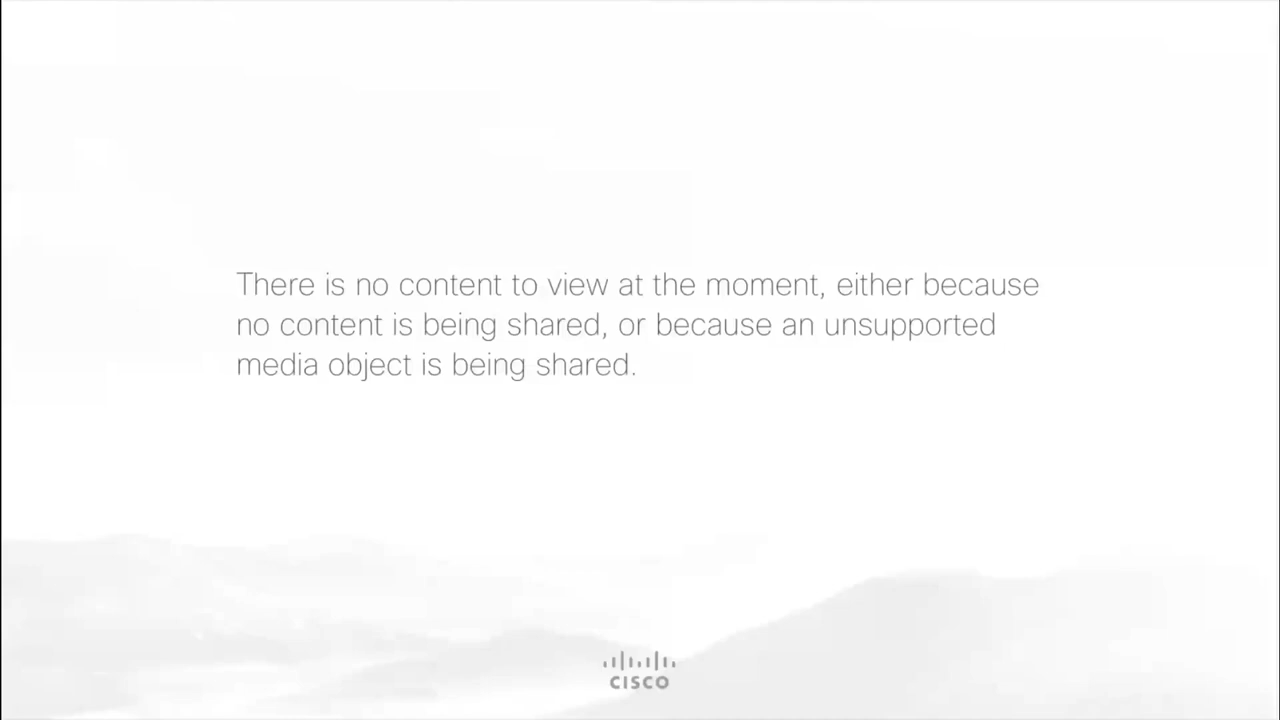 There is no content to view at the moment, either because
no content is being shared, or because an unsupported
media object is being shared.
CISCO